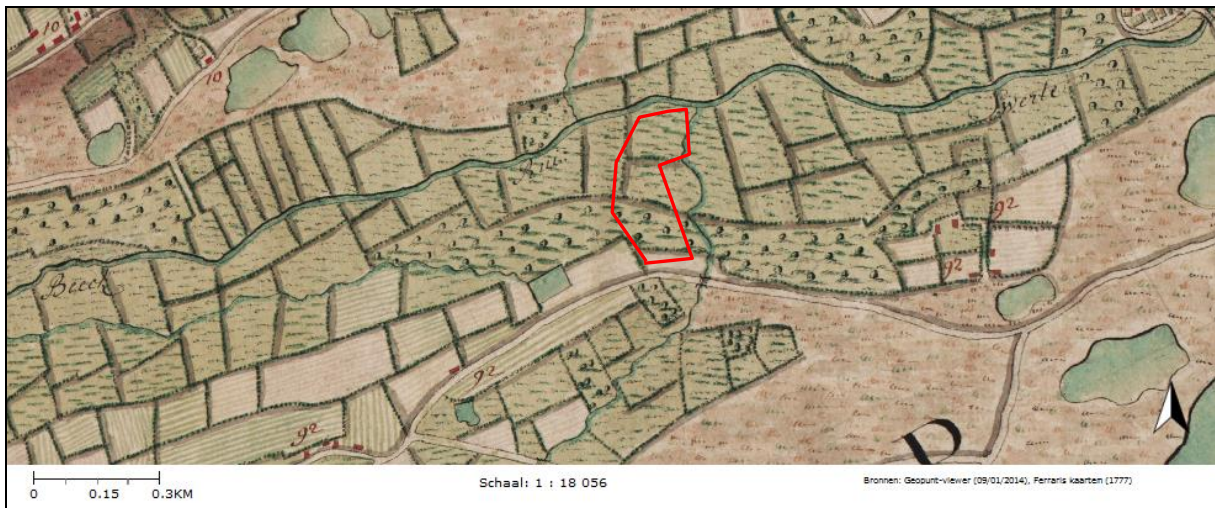 10
10
Swerte
Beeck
92
92
92
92
P
0 0.15 0.3KM
Schaal: 1 : 18 056
Bronnen: Geopunt-viewer (09/01/2014), Ferraris kaarten (1777)